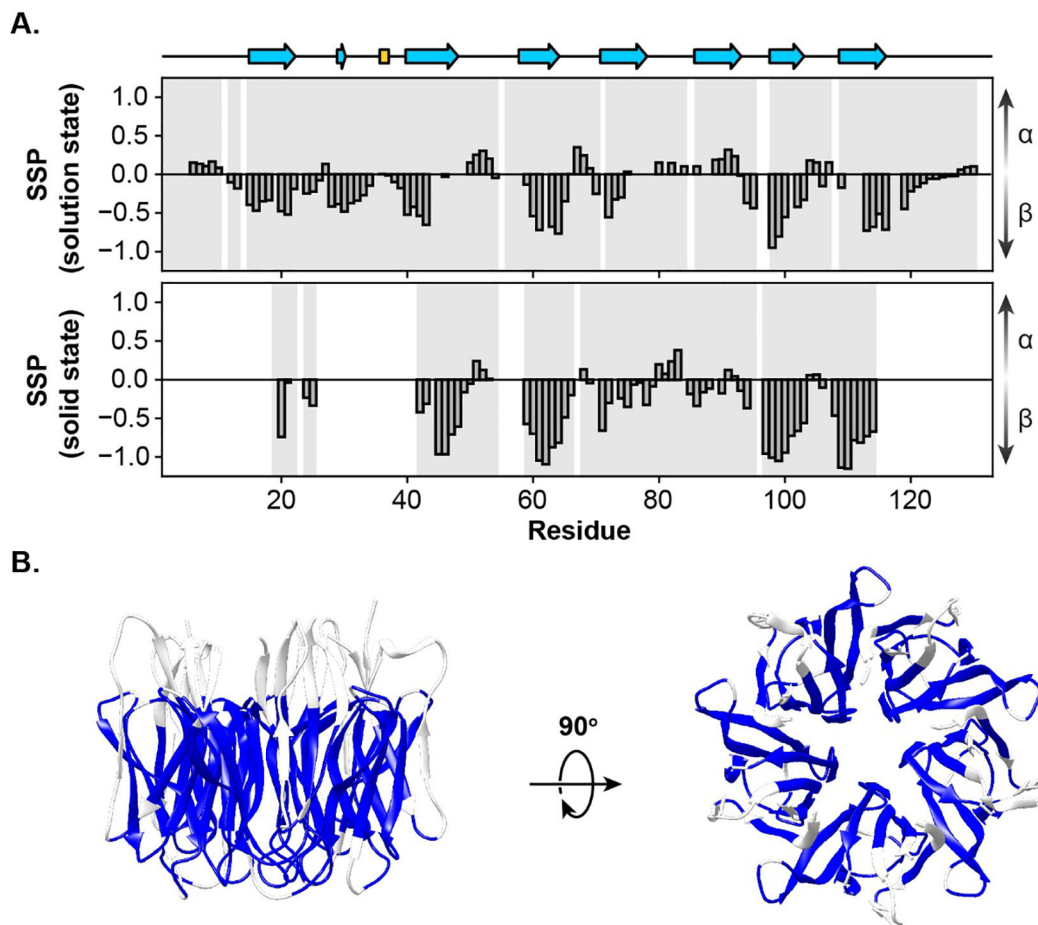 A.
SSP
(solution state)
1.0
0.5
0.0
−0.5
−1.0
α
β
SSP
(solid state)
1.0
0.5
0.0
−0.5
−1.0
α
β
20 40 60 80 100 120
Residue
B.
90°